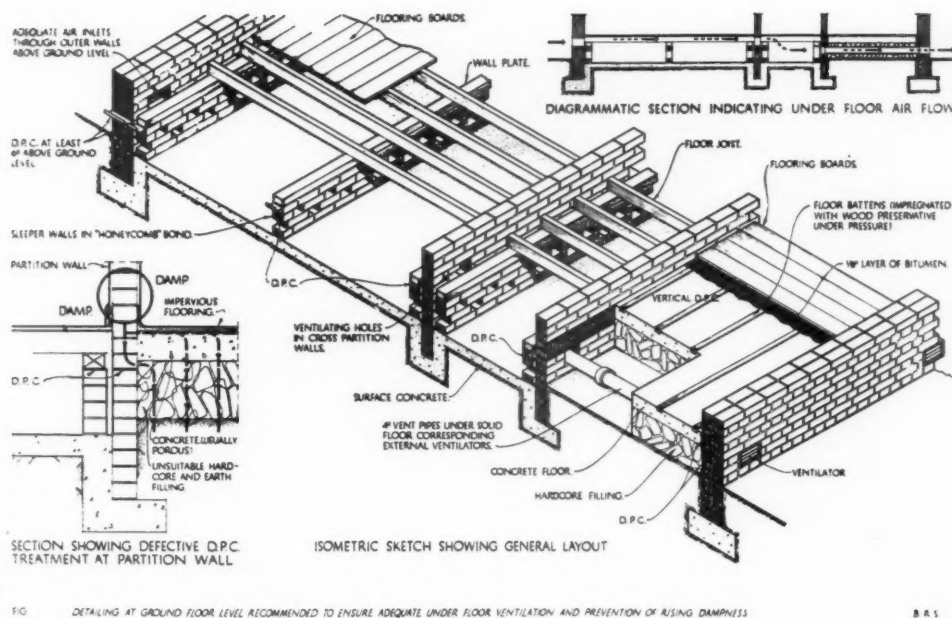 FLOORING BOARDS.
ADEQUATE AIR INLETS
THROUGH OUTER WALLS
ABOVE GROUND LEVEL.
WALL PLATE.
DIAGRAMMATIC SECTION INDICATING UNDER FLOOR AIR FLOW
D.P.C. AT LEAST
6" ABOVE GROUND
LEVEL
FLOOR JOIST.
FLOORING BOARDS.
FLOOR BATTENS (IMPREGNATED
WITH WOOD PRESERVATIVE
UNDER PRESSURE)
SLEEPER WALLS IN "HONEYCOMB" BOND.
LAYER OF BITUMEN.
PARTITION WALL
DAMP
DAMP.
IMPERVIOUS
FLOORING.
D.P.C.
VERTICAL D.P.C.
VENTILATING HOLES
IN CROSS PARTITION
WALLS.
D.P.C.
D.P.C.
SURFACE CONCRETE.
CONCRETE (USUALLY
POROUS)
UNSUITABLE HARD-
CORE AND EARTH
FILLING.
4" VENT PIPES UNDER SOLID
FLOOR CORRESPONDING
EXTERNAL VENTILATORS.
CONCRETE FLOOR.
VENTILATOR
HARDCORE FILLING.
D.P.C.
SECTION SHOWING DEFECTIVE D.P.C.
TREATMENT AT PARTITION WALL
ISOMETRIC SKETCH SHOWING GENERAL LAYOUT
FIG DETAILING AT GROUND FLOOR LEVEL RECOMMENDED TO ENSURE ADEQUATE UNDER FLOOR VENTILATION AND PREVENTION OF RISING DAMPNESS B.R.S.